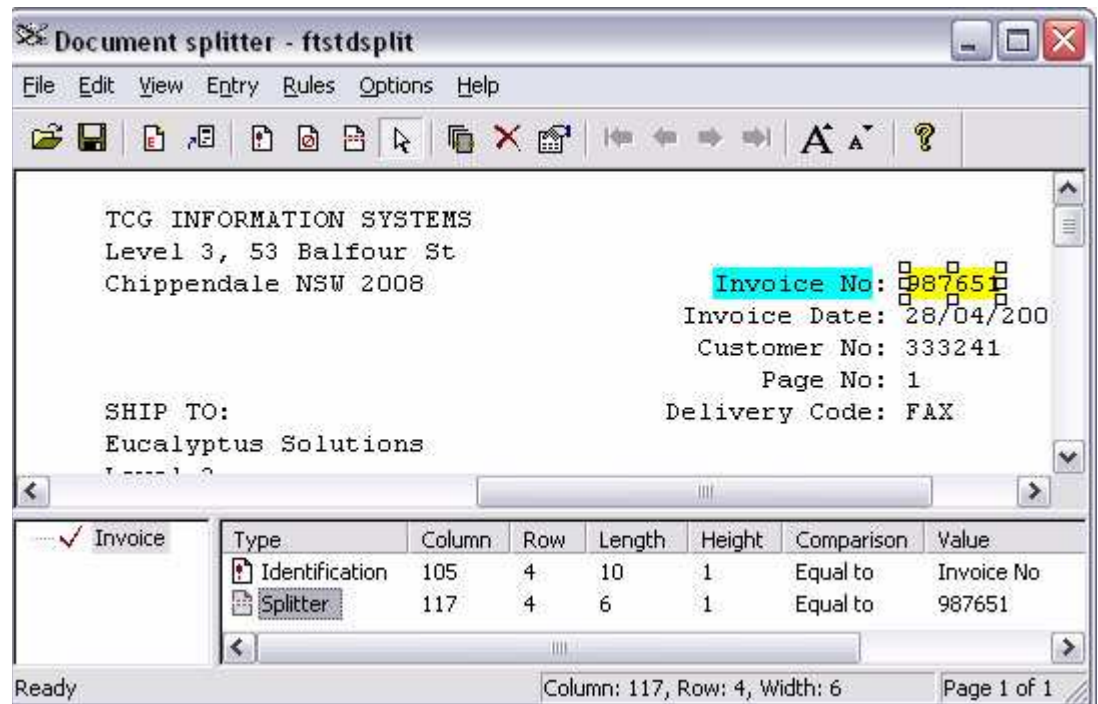 Document splitter - ftstdsplit
File Edit View Entry Rules Options Help
TCG INFORMATION SYSTEMS
Level 3, 53 Balfour St
Chippendale NSW 2008 Invoice No: 987651
Invoice Date: 28/04/200
Customer No: 333241
Page No: 1
SHIP TO: Delivery Code: FAX
Eucalyptus Solutions
Invoice
Type Column Row Length Height Comparison Value
Identification 105 4 10 1 Equal to Invoice No
Splitter 117 4 6 1 Equal to 987651
Ready Column: 117, Row: 4, Width: 6 Page 1 of 1